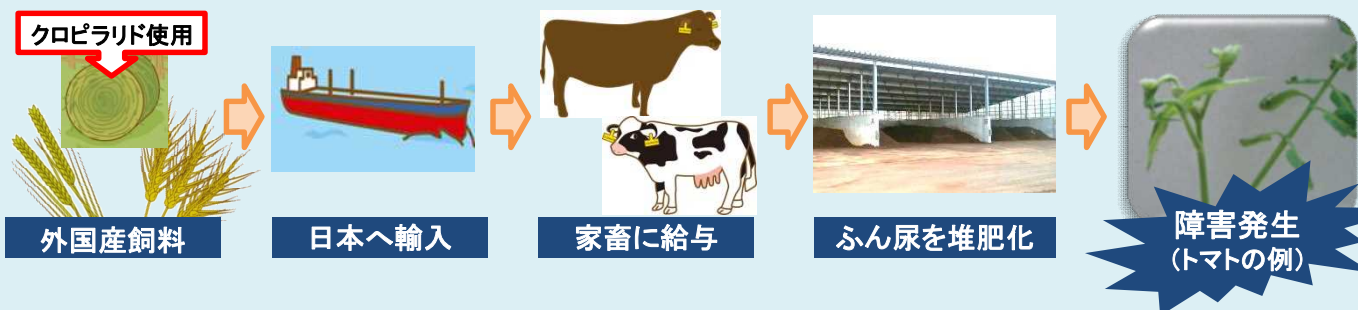 クロピラリド使用
外国産飼料
日本へ輸入
家畜に給与
ふん尿を堆肥化
障害発生
（トマトの例）